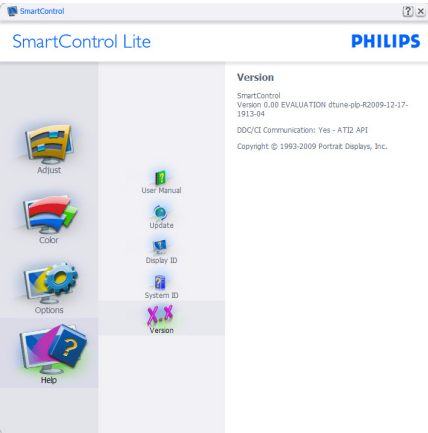 SmartControl
SmartControl Lite
PHILIPS
Adjust
Color
Options
Help
User Manual
Update
Display ID
System ID
X.X
Version
Version
SmartControl
Version 0.00 EVALUATION dtune-plp-R2009-12-17-
1913-04
DDC/CI Communication: Yes - ATI2 API
Copyright © 1993-2009 Portrait Displays, Inc.